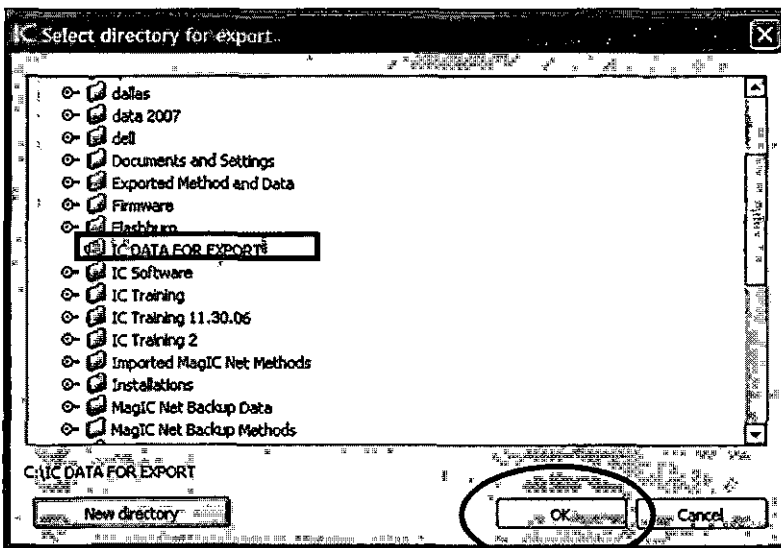 IC Select directory for export..
dallas
data 2007
dell
Documents and Settings
Exported Method and Data
Firmware
Flashburn
IC DATA FOR EXPORT
IC Software
IC Training
IC Training 11.30.06
IC Training 2
Imported MagIC Net Methods
Installations
MagIC Net Backup Data
MagIC Net Backup Methods
C:\IC DATA FOR EXPORT
New directory
OK
Cancel